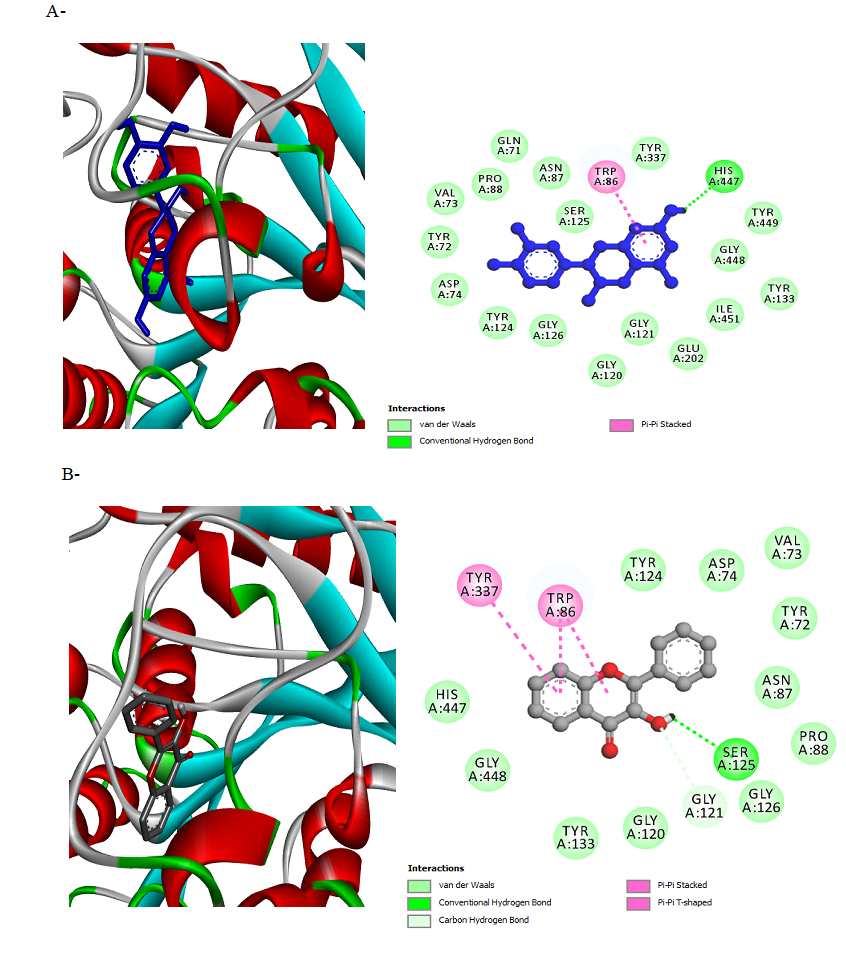 A-
GLN
A:71
TYR
A:337
ASN
A:87
TRP
A:86
HIS
A:447
PRO
A:88
VAL
A:73
SER
A:125
TYR
A:449
TYR
A:72
GLY
A:448
ASP
A:74
TYR
A:133
ILE
A:451
TYR
A:124
GLY
A:126
GLY
A:121
GLU
A:202
GLY
A:120
Interactions
van der Waals
Pi-Pi Stacked
Conventional Hydrogen Bond
B-
VAL
A:73
TYR
A:124
ASP
A:74
TYR
A:337
TRP
A:86
TYR
A:72
ASN
A:87
HIS
A:447
PRO
A:88
SER
A:125
GLY
A:448
GLY
A:126
GLY
A:121
GLY
A:120
TYR
A:133
Interactions
van der Waals
Pi-Pi Stacked
Conventional Hydrogen Bond
Pi-Pi T-shaped
Carbon Hydrogen Bond